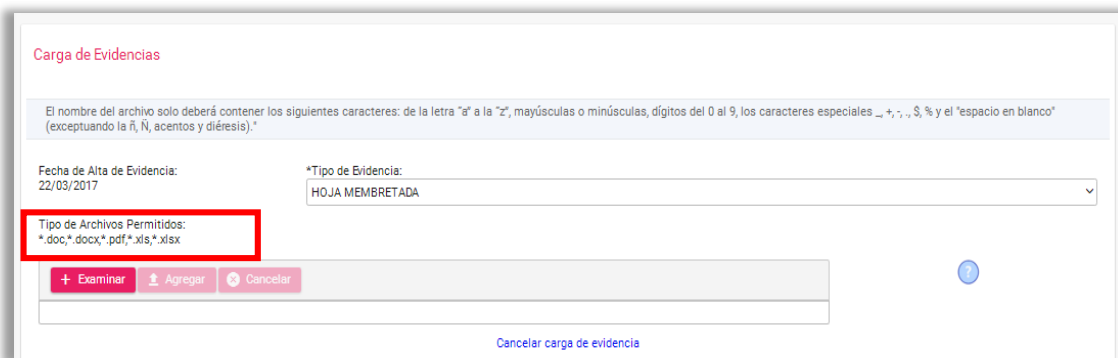 Carga de Evidencias
El nombre del archivo solo deberá contener los siguientes caracteres: de la letra "a" a la "z", mayúsculas o minúsculas, dígitos del 0 al 9, los caracteres especiales _, +, -, ., $, % y el "espacio en blanco"
(exceptuando la ñ, Ñ, acentos y diéresis)."
Fecha de Alta de Evidencia:
22/03/2017
*Tipo de Evidencia:
HOJA MEMBRETADA
Tipo de Archivos Permitidos:
*.doc,*.docx,*.pdf,*.xls,*.xlsx
+ Examinar Agregar Cancelar
?
Cancelar carga de evidencia